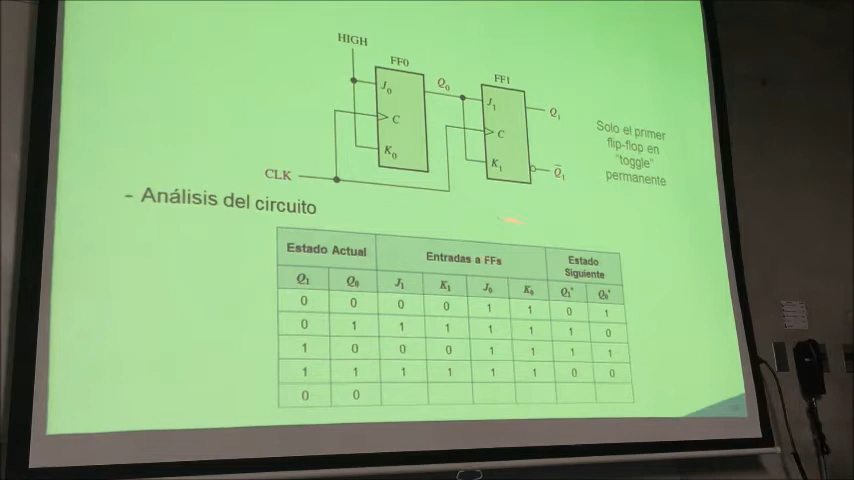 HIGH
FF0
FF1
J0
Q0
J1
Q1
C
C
K0
K1
Q̅1
CLK
Solo el primer
flip-flop en
"toggle"
permanente
- Análisis del circuito
Estado Actual Entradas a FFs Estado Siguiente
Q1 Q0 J1 K1 J0 K0 Q1* Q0*
0 0 0 0 1 1 0 1
0 1 1 1 1 1 1 0
1 0 0 0 1 1 1 1
1 1 1 1 1 1 0 0
0 0